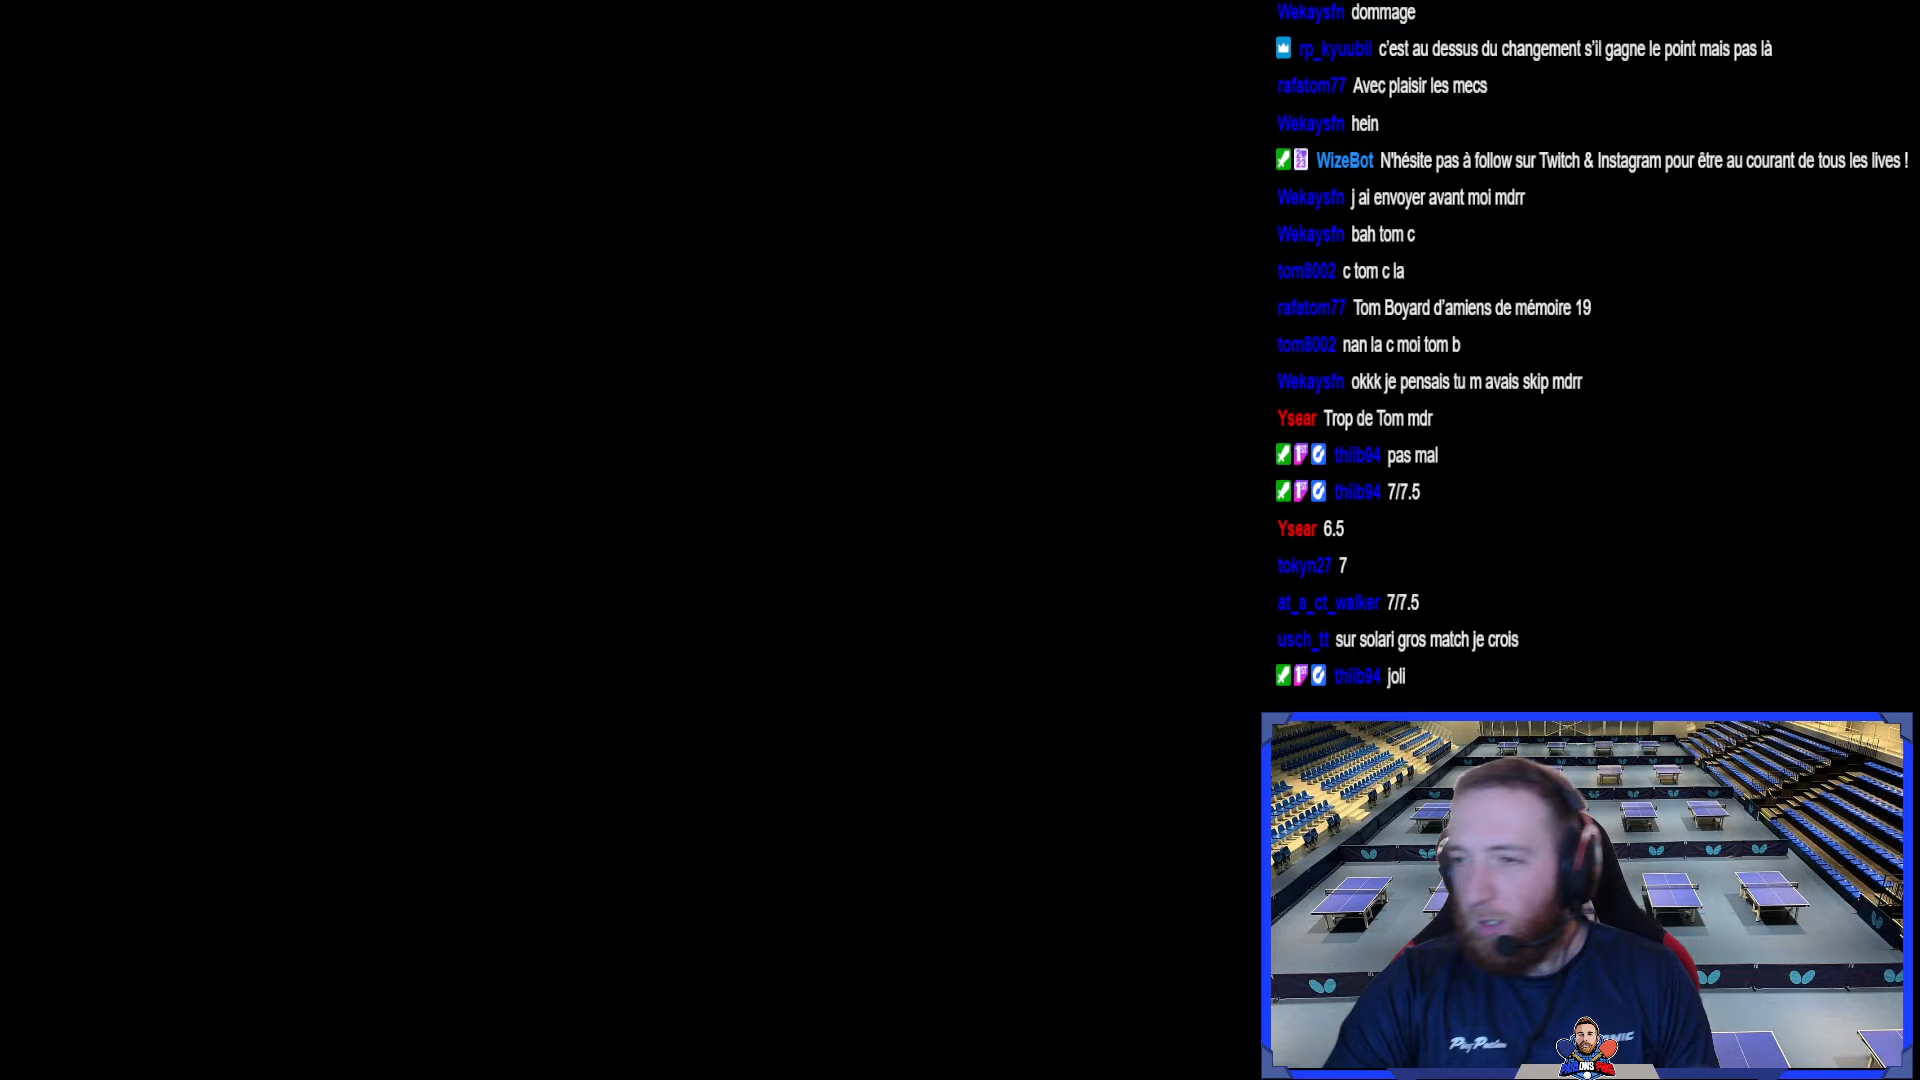 Wekaysfn dommage
rp_kyuubii c'est au dessus du changement s'il gagne le point mais pas là
rafatom77 Avec plaisir les mecs
Wekaysfn hein
WizeBot N'hésite pas à follow sur Twitch & Instagram pour être au courant de tous les lives !
Wekaysfn j ai envoyer avant moi mdrr
Wekaysfn bah tom c
tom8002 c tom c la
rafatom77 Tom Boyard d'amiens de mémoire 19
tom8002 nan la c moi tom b
Wekaysfn okkk je pensais tu m avais skip mdrr
Ysear Trop de Tom mdr
thiib94 pas mal
thiib94 7/7.5
Ysear 6.5
tokyn27 7
at_a_ct_walker 7/7.5
usch_tt sur solari gros match je crois
thiib94 joli